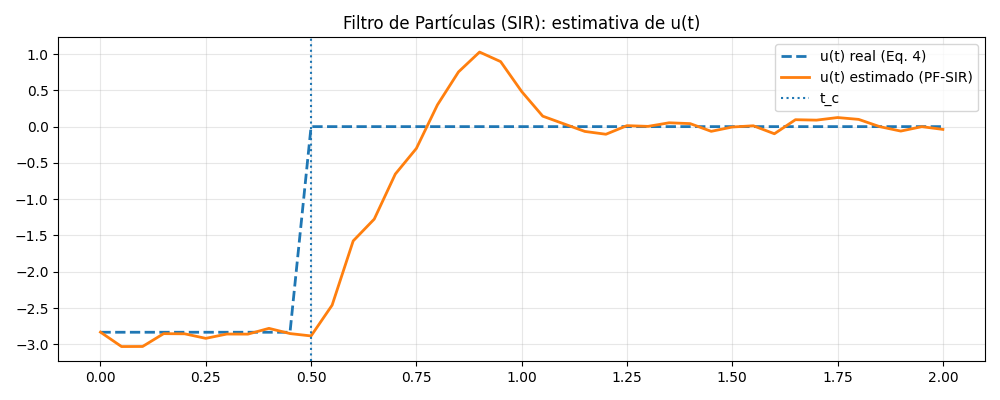 Filtro de Partículas (SIR): estimativa de u(t)
u(t) real (Eq. 4)
u(t) estimado (PF-SIR)
t_c
1.0
0.5
0.0
−0.5
−1.0
−1.5
−2.0
−2.5
−3.0
0.00 0.25 0.50 0.75 1.00 1.25 1.50 1.75 2.00